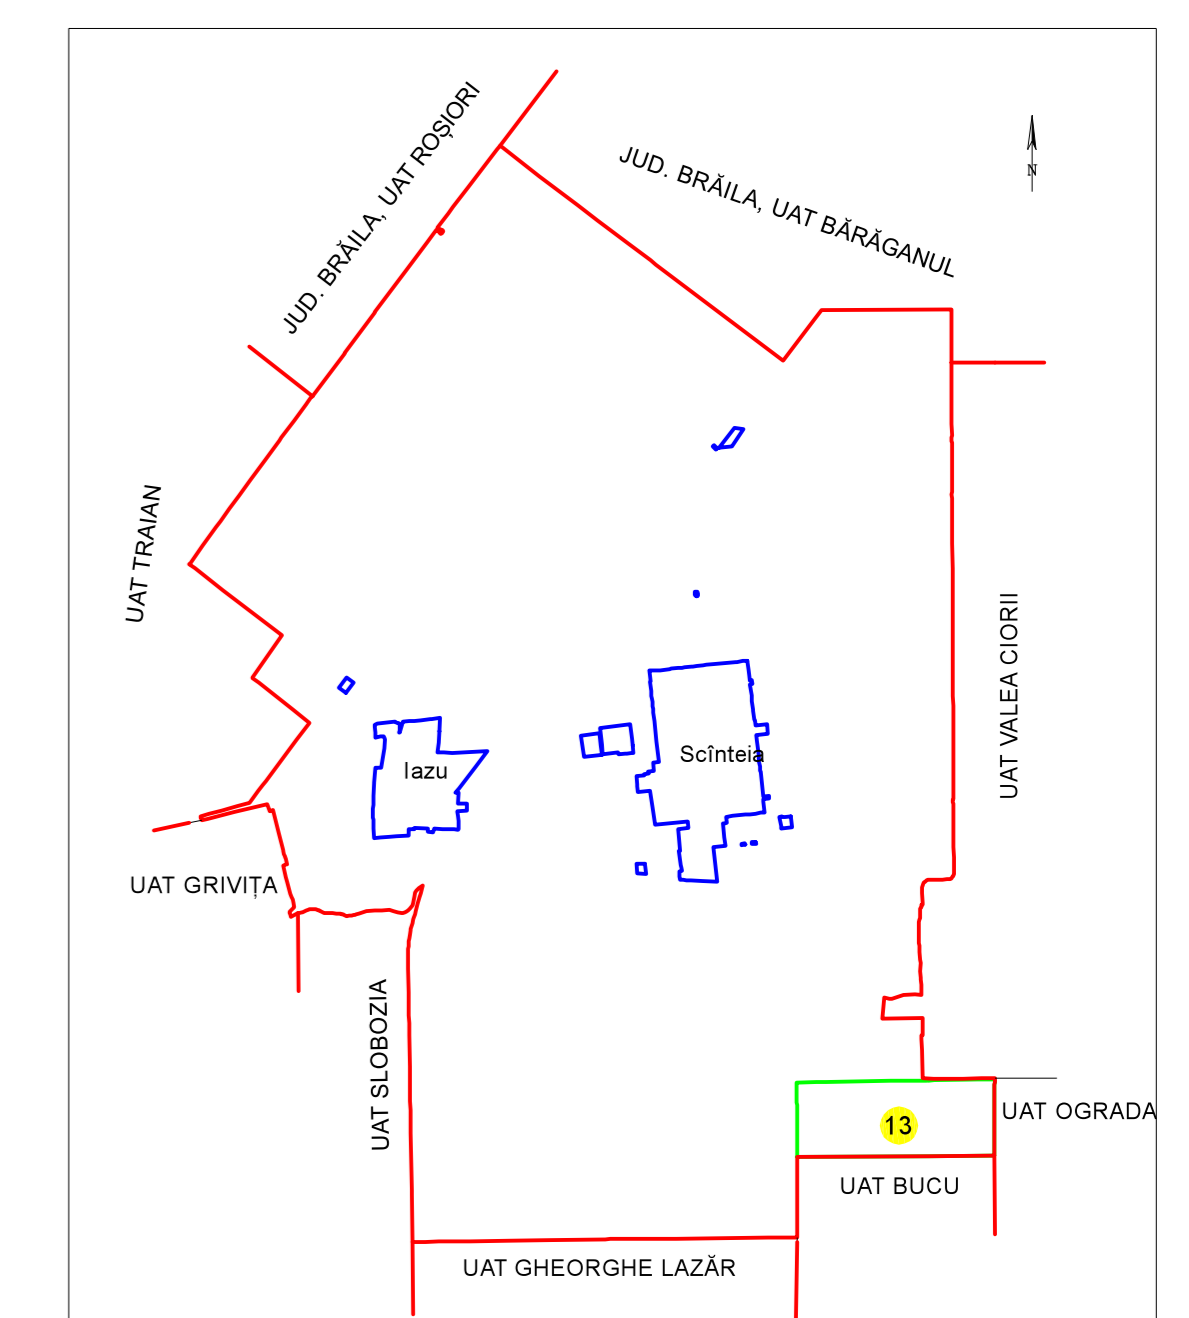 JUD. BRĂILA, UAT ROȘIORI
JUD. BRĂILA, UAT BĂRĂGANUL
N
UAT TRAIAN
UAT VALEA CIORII
Scînteia
Iazu
UAT GRIVIȚA
UAT SLOBOZIA
UAT OGRADA
13
UAT BUCU
UAT GHEORGHE LAZĂR